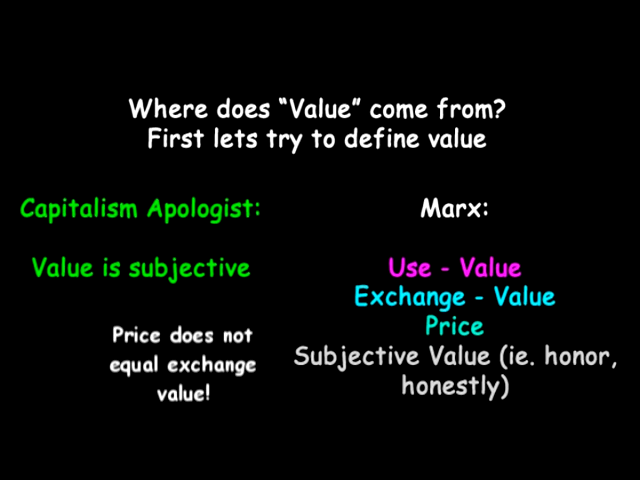 Where does “Value” come from?
First lets try to define value
Capitalism Apologist:
Value is subjective
Price does not
equal exchange
value!
Marx:
Use - Value
Exchange - Value
Price
Subjective Value (ie. honor,
honestly)